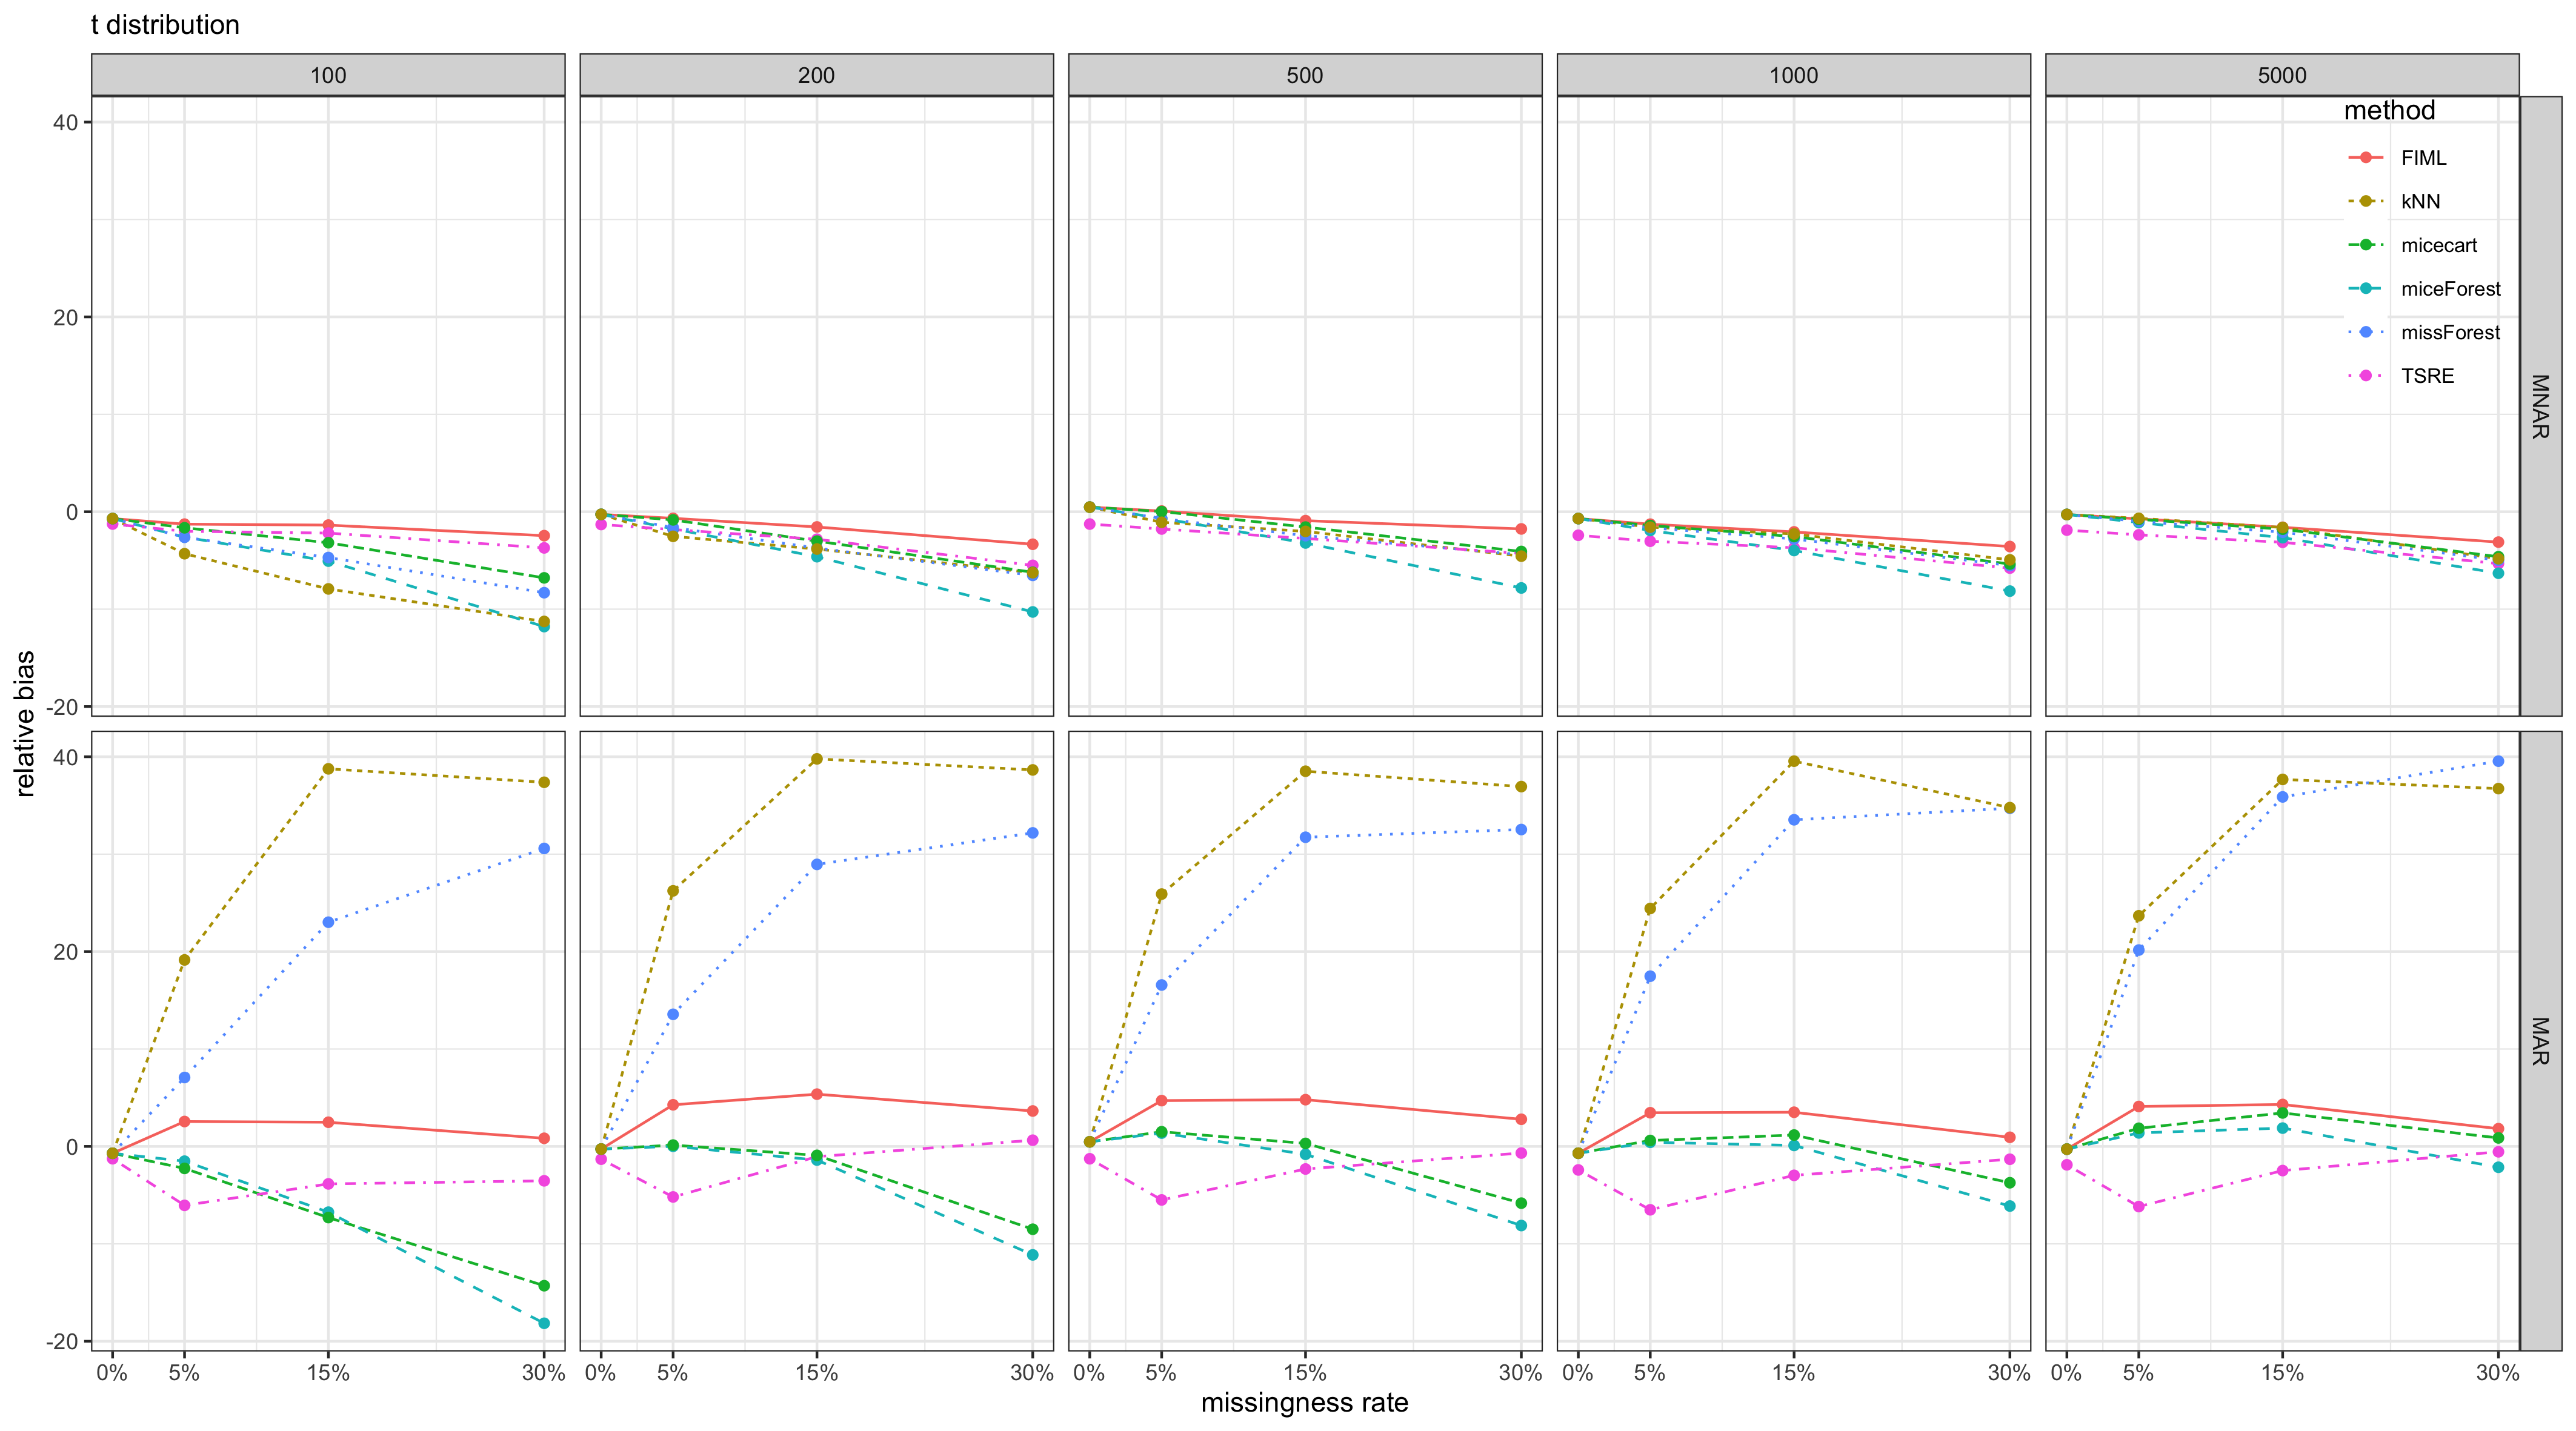 t distribution
100
200
500
1000
5000
method
FIML
kNN
micecart
miceForest
missForest
TSRE
40
20
0
-20
MNAR
relative bias
40
20
0
-20
MAR
0% 5% 15% 30%
0% 5% 15% 30%
0% 5% 15% 30%
0% 5% 15% 30%
0% 5% 15% 30%
missingness rate